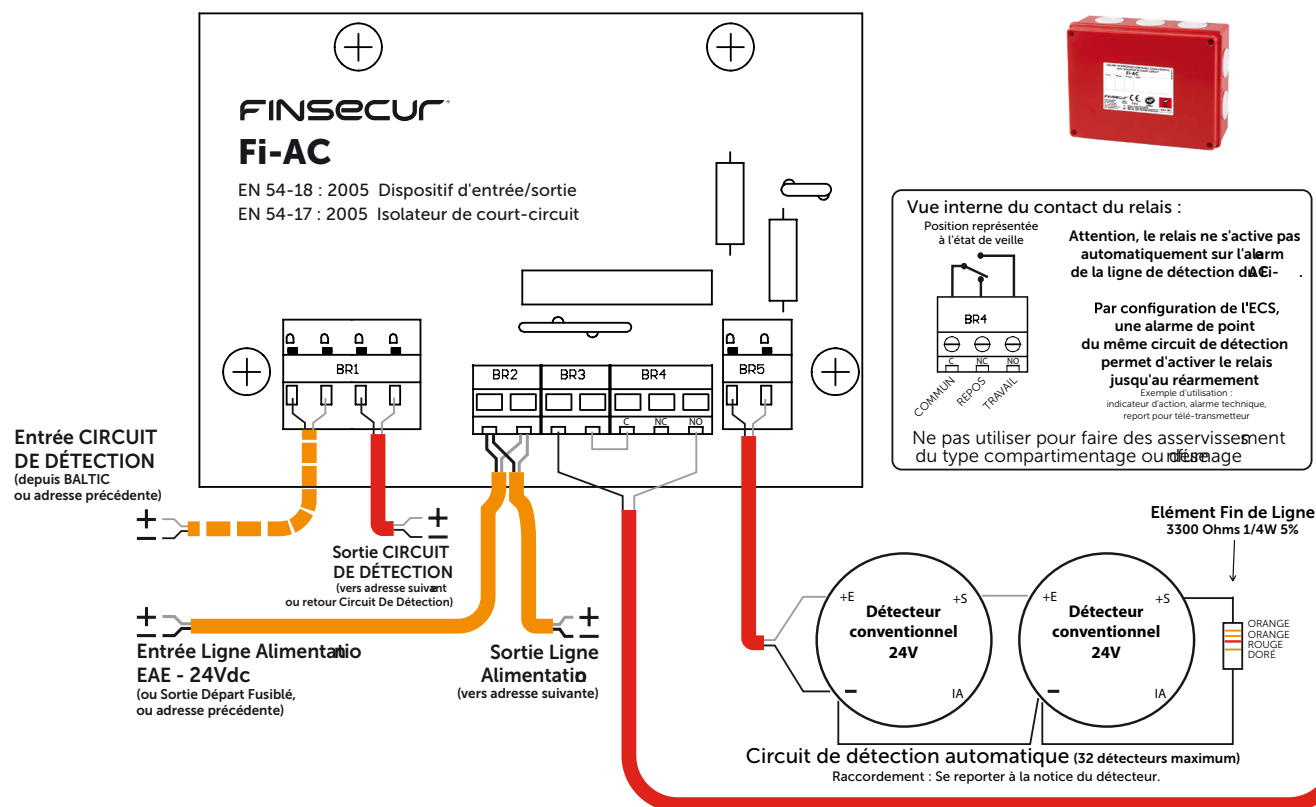 FINSECUR
Fi-AC
EN 54-18 : 2005 Dispositif d'entrée/sortie
EN 54-17 : 2005 Isolateur de court-circuit
BR1
BR2
BR3
BR4
C
NC
NO
BR5
Fi-AC
FINSECUR
CE
Vue interne du contact du relais :
Position représentée
à l'état de veille
BR4
C
NC
NO
COMMUN
REPOS
TRAVAIL
Attention, le relais ne s'active pas
automatiquement sur l'alarm
de la ligne de détection du Fi-AC.
Par configuration de l'ECS,
une alarme de point
du même circuit de détection
permet d'activer le relais
jusqu'au réarmement
Exemple d'utilisation :
indicateur d'action, alarme technique,
report pour télé-transmetteur
Ne pas utiliser pour faire des asservissement
du type compartimentage ou
Entrée CIRCUIT
DE DÉTECTION
(depuis BALTIC
ou adresse précédente)
+
−
Sortie CIRCUIT
DE DÉTECTION
(vers adresse suivant
ou retour Circuit De Détection)
+
−
Entrée Ligne Alimentatio
EAE - 24Vdc
(ou Sortie Départ Fusiblé,
ou adresse précédente)
+
−
Sortie Ligne
Alimentation
(vers adresse suivante)
+
−
Elément Fin de Ligne
3300 Ohms 1/4W 5%
+E
+S
Détecteur
conventionnel
24V
−
IA
+E
+S
Détecteur
conventionnel
24V
−
IA
ORANGE
ORANGE
ROUGE
DORÉ
Circuit de détection automatique (32 détecteurs maximum)
Raccordement : Se reporter à la notice du détecteur.